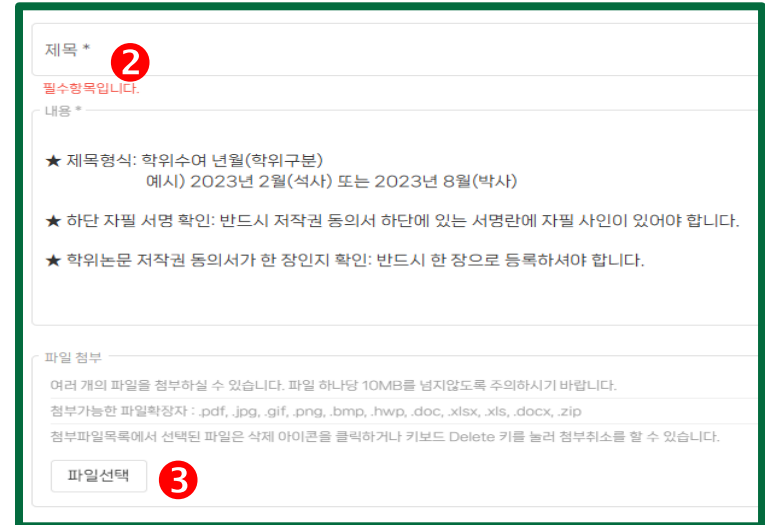 제목 *
❷
필수항목입니다.
내용 *
★ 제목형식: 학위수여 년월(학위구분)
예시) 2023년 2월(석사) 또는 2023년 8월(박사)
★ 하단 자필 서명 확인: 반드시 저작권 동의서 하단에 있는 서명란에 자필 사인이 있어야 합니다.
★ 학위논문 저작권 동의서가 한 장인지 확인: 반드시 한 장으로 등록하셔야 합니다.
파일 첨부
여러 개의 파일을 첨부하실 수 있습니다. 파일 하나당 10MB를 넘지않도록 주의하시기 바랍니다.
첨부가능한 파일확장자 : .pdf, .jpg, .gif, .png, .bmp, .hwp, .doc, .xlsx, .xls, .docx, .zip
첨부파일목록에서 선택된 파일은 삭제 아이콘을 클릭하거나 키보드 Delete 키를 눌러 첨부취소를 할 수 있습니다.
파일선택 ❸